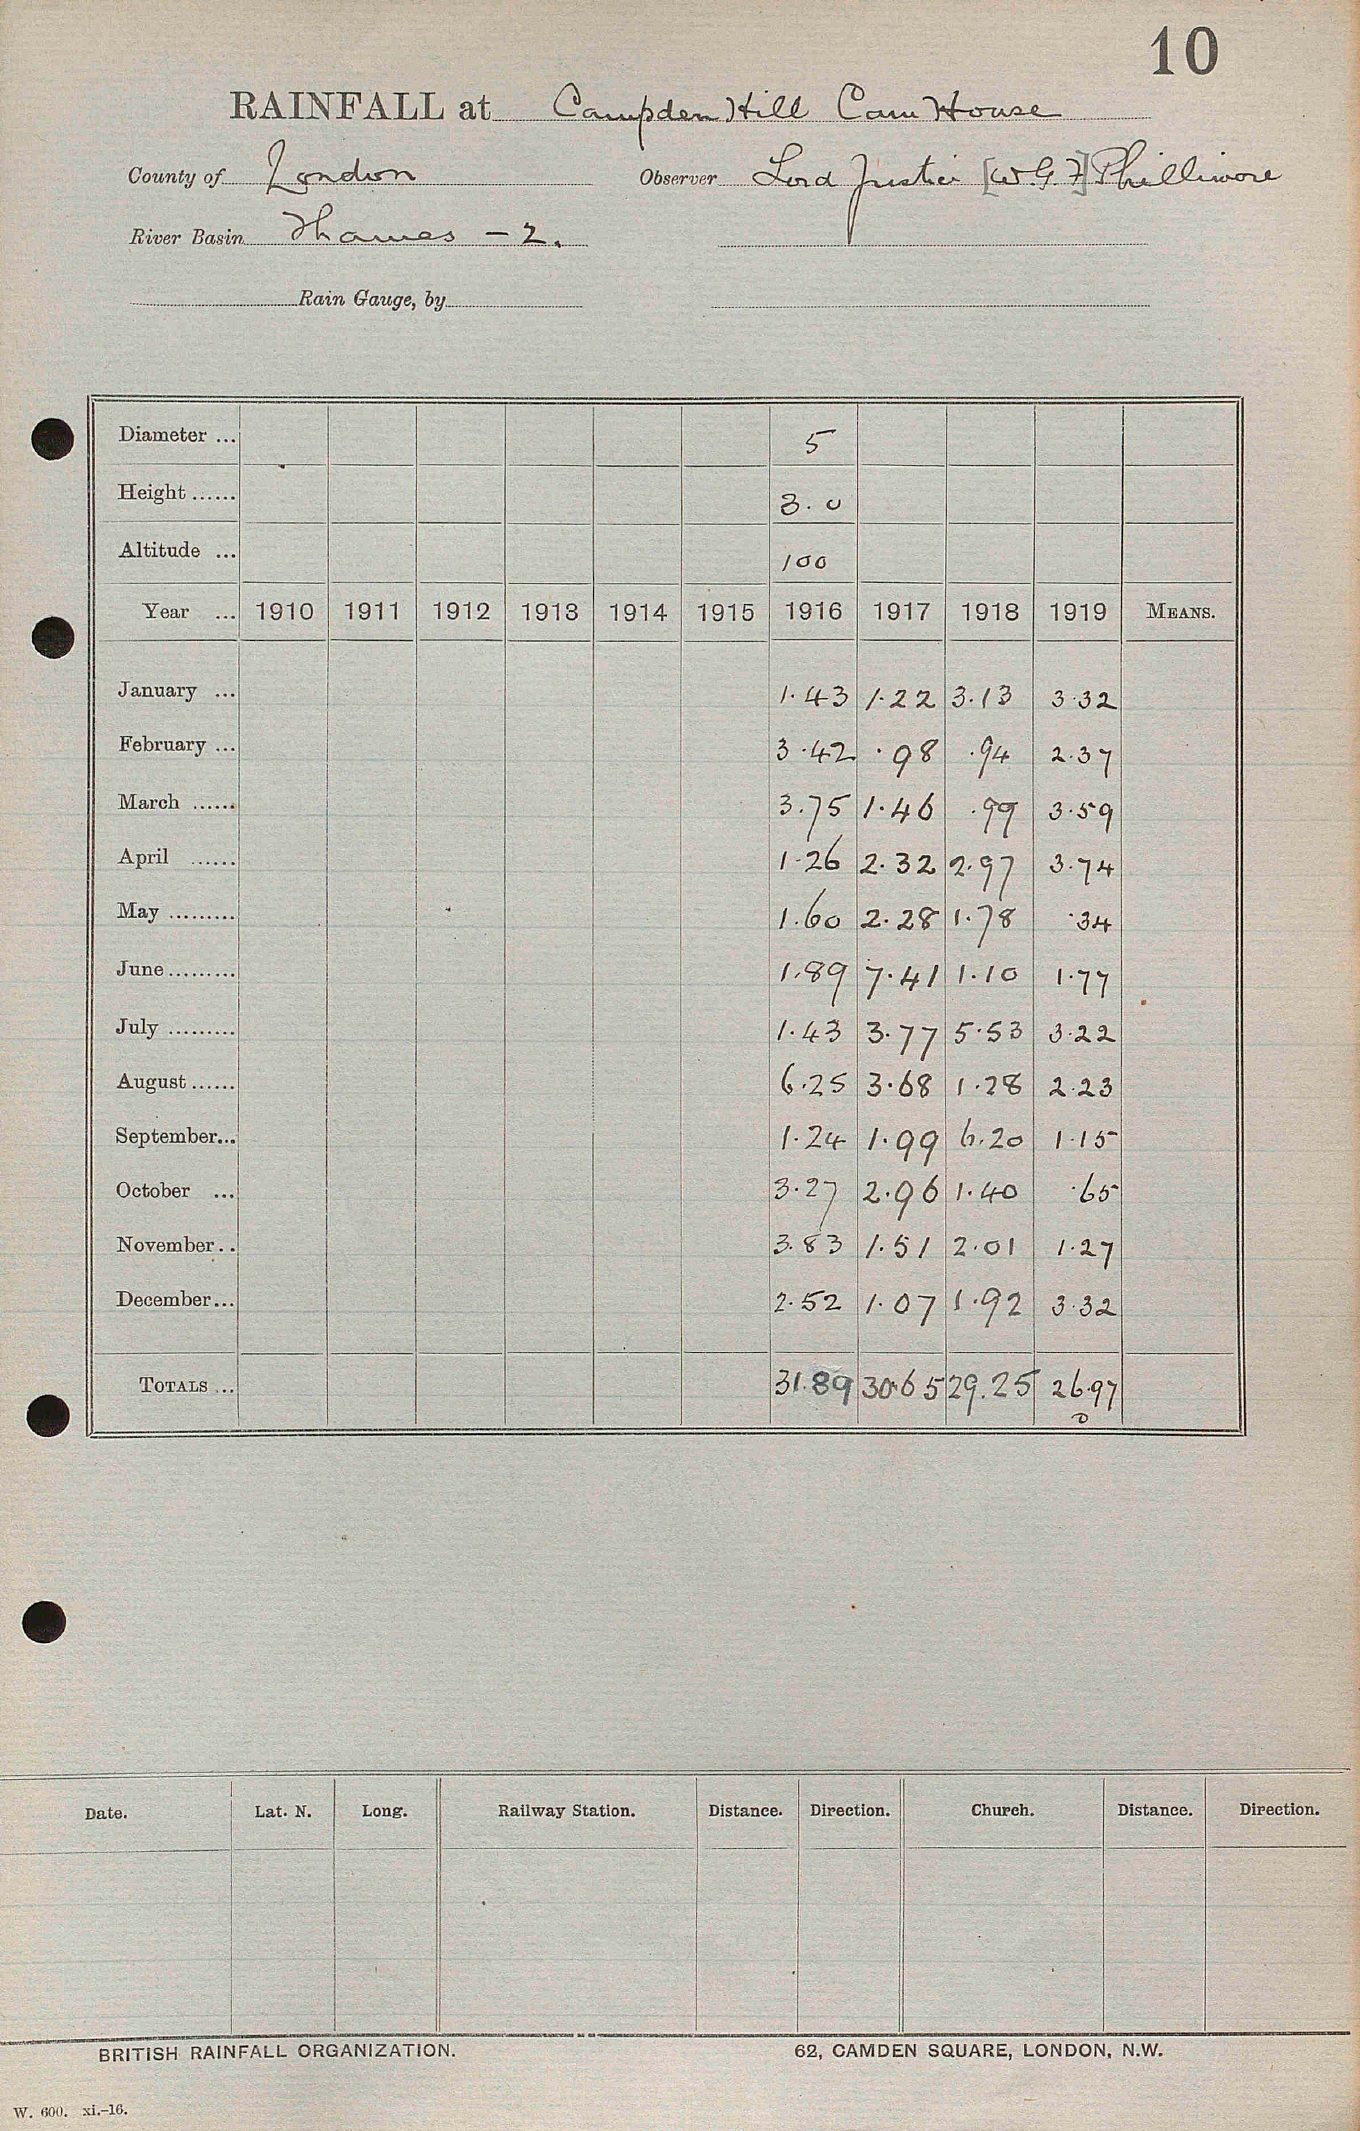 10
RAINFALL at Campden Hill Cam House
County of London Observer Lord Justice [W.G.F] Phillimore
River Basin Thames - 2.
Rain Gauge, by
Diameter ... 5
Height ...... 3.0
Altitude ... 100
Year ... 1910 1911 1912 1913 1914 1915 1916 1917 1918 1919 MEANS.
January ... 1.43 1.22 3.13 3.32
February ... 3.42 .98 .94 2.37
March ...... 3.75 1.46 .99 3.59
April ...... 1.26 2.32 2.97 3.74
May ......... 1.60 2.28 1.78 .34
June ......... 1.89 7.41 1.10 1.77
July ......... 1.43 3.77 5.53 3.22
August ...... 6.25 3.68 1.28 2.23
September... 1.24 1.99 6.20 1.15
October ... 3.27 2.96 1.40 .65
November.. 3.83 1.51 2.01 1.27
December... 2.52 1.07 1.92 3.32
TOTALS ... 31.89 30.65 29.25 26.97
0
Date. Lat. N. Long. Railway Station. Distance. Direction. Church. Distance. Direction.
BRITISH RAINFALL ORGANIZATION. 62, CAMDEN SQUARE, LONDON, N.W.
W. 600. xi.-16.